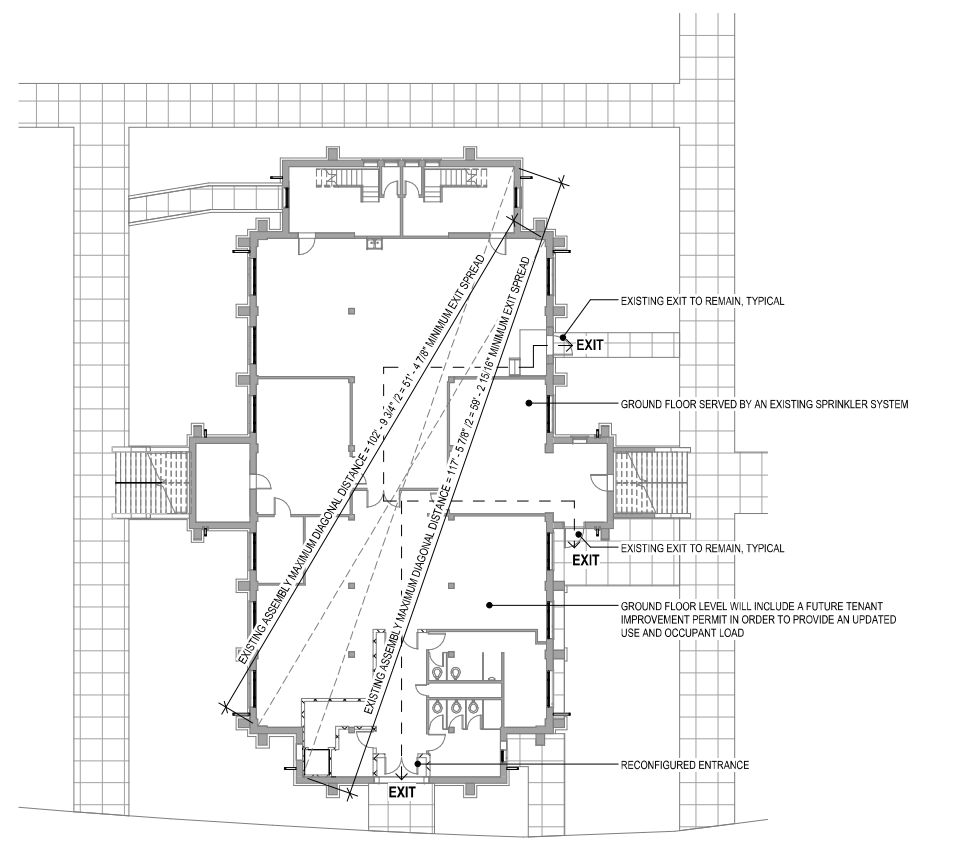 EXISTING EXIT TO REMAIN, TYPICAL
EXIT
GROUND FLOOR SERVED BY AN EXISTING SPRINKLER SYSTEM
EXISTING ASSEMBLY MAXIMUM DIAGONAL DISTANCE = 102' - 9 3/4" /2 = 51' - 4 7/8" MINIMUM EXIT SPREAD
EXISTING ASSEMBLY MAXIMUM DIAGONAL DISTANCE = 117' - 5 7/8" /2 = 59' - 2 15/16" MINIMUM EXIT SPREAD
EXISTING EXIT TO REMAIN, TYPICAL
EXIT
GROUND FLOOR LEVEL WILL INCLUDE A FUTURE TENANT
IMPROVEMENT PERMIT IN ORDER TO PROVIDE AN UPDATED
USE AND OCCUPANT LOAD
RECONFIGURED ENTRANCE
EXIT